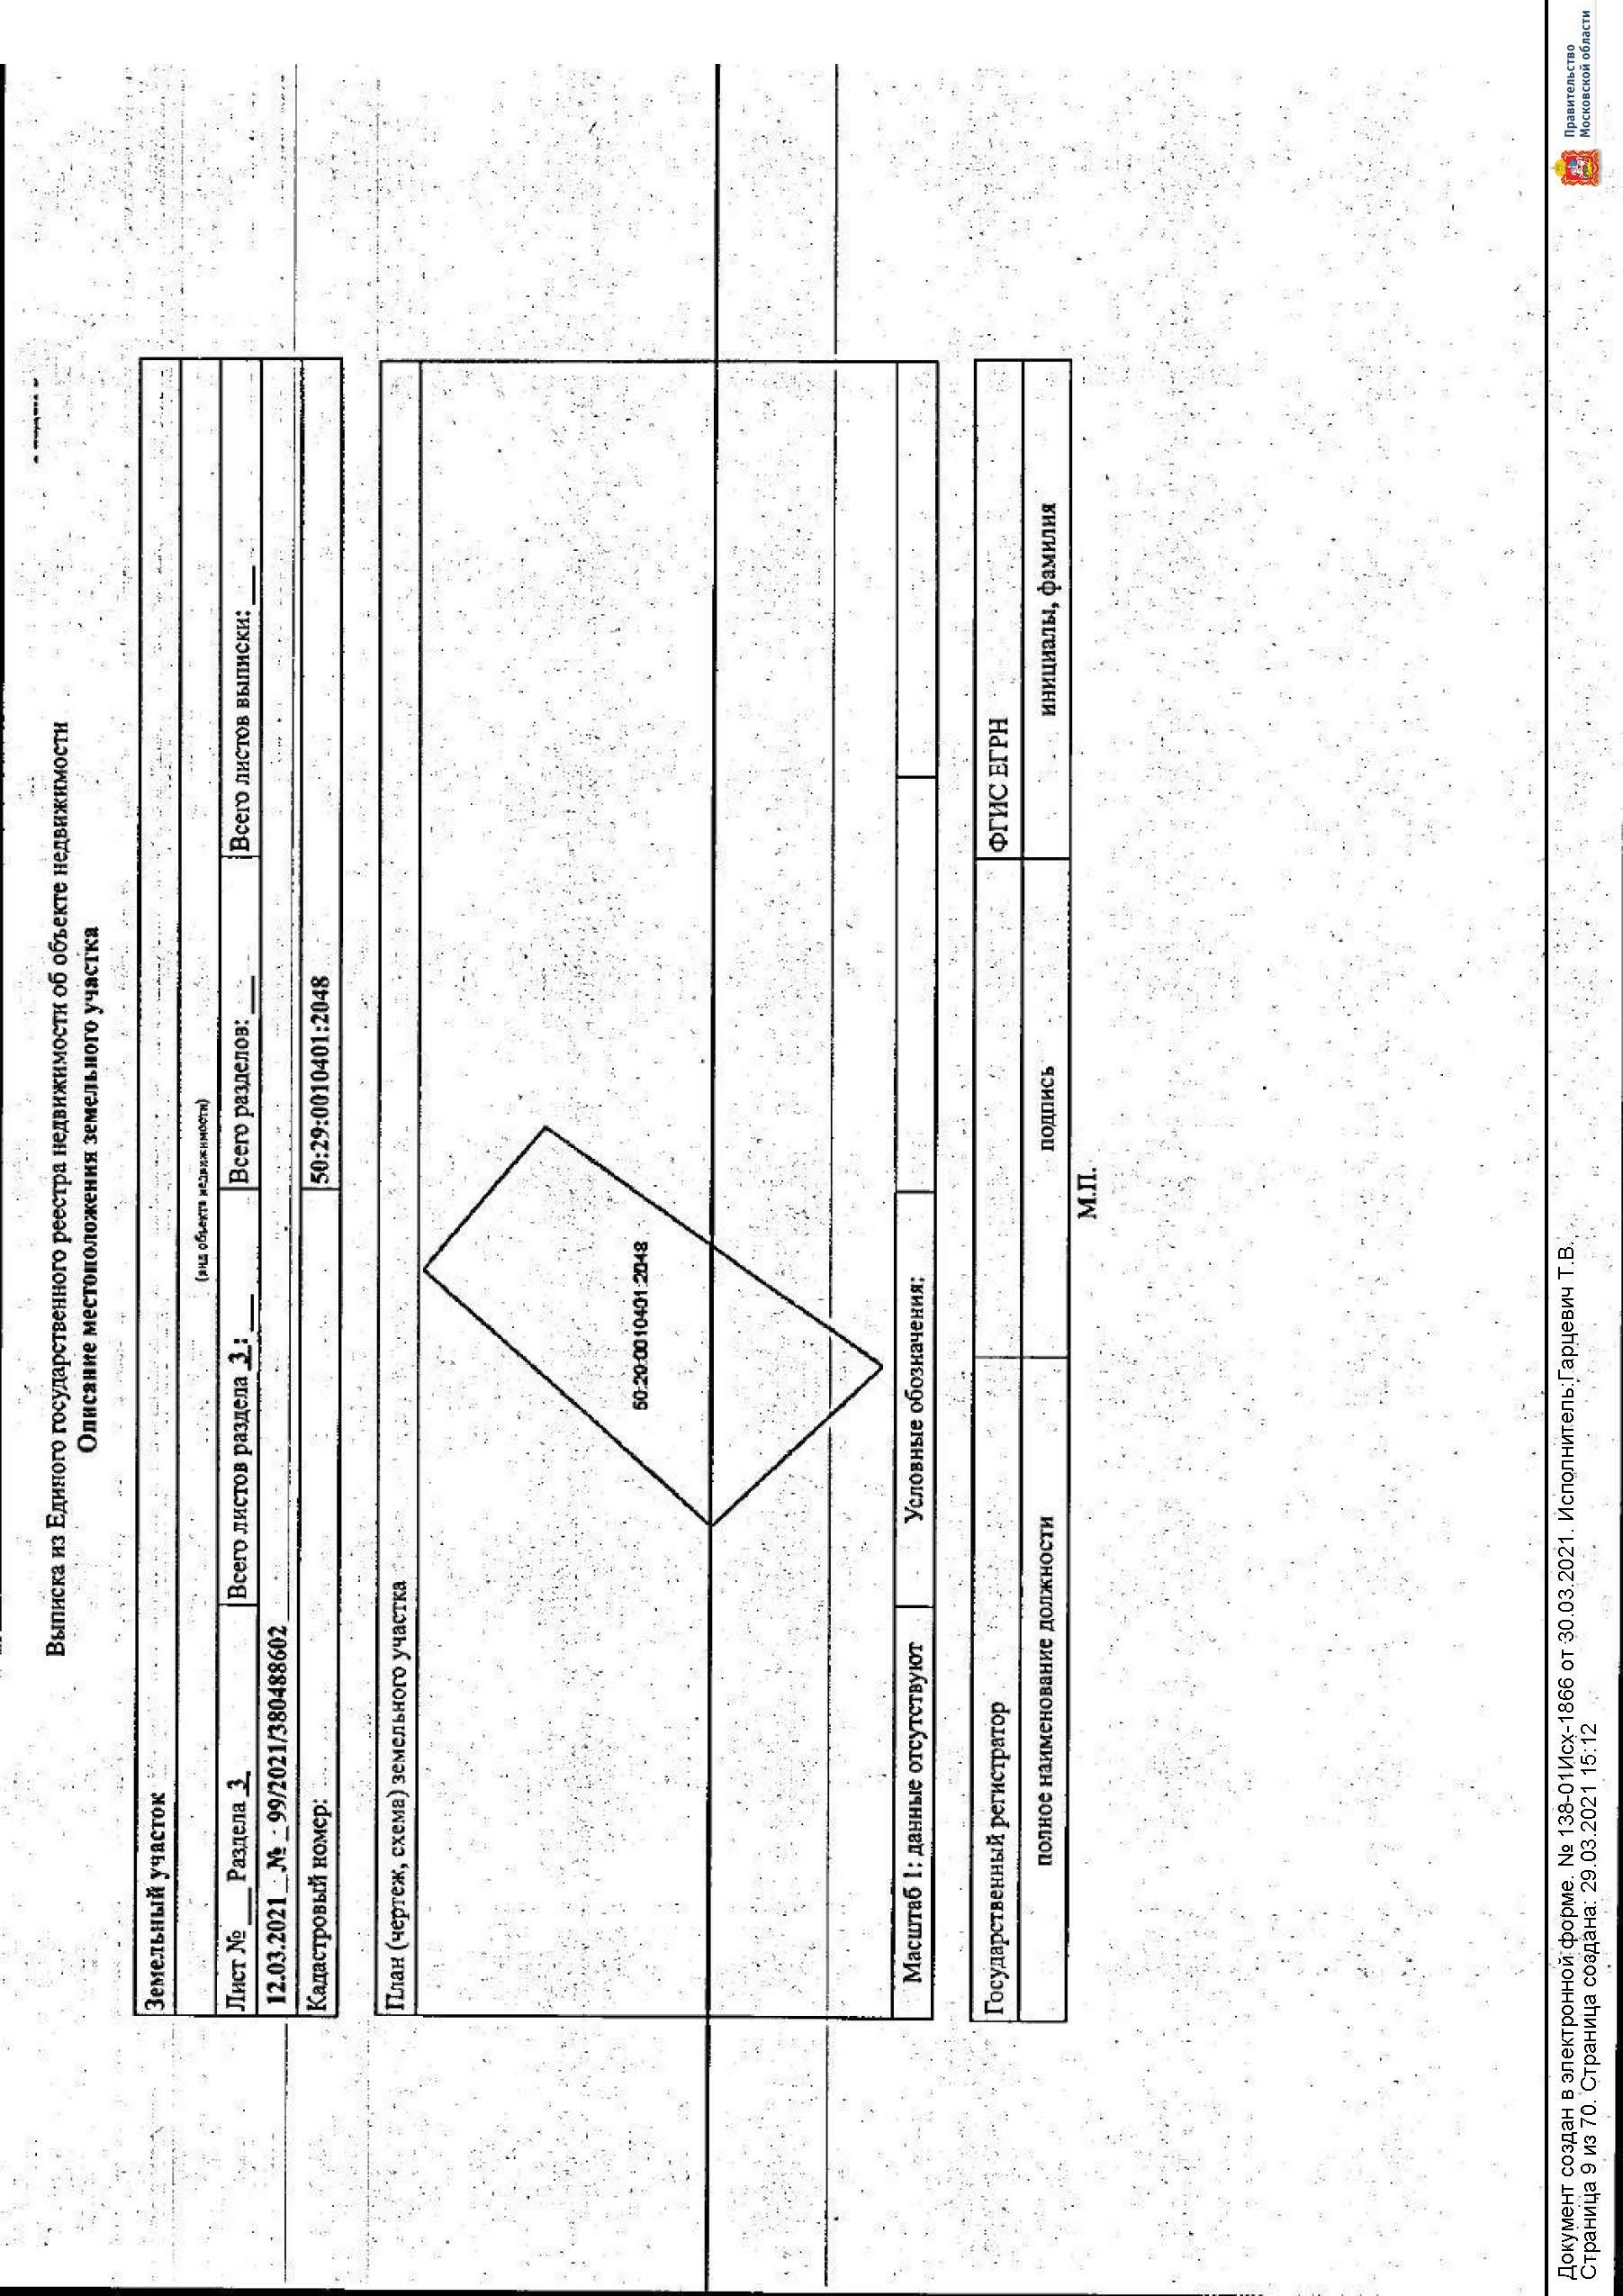 Выписка из Единого государственного реестра недвижимости об объекте недвижимости
Описание местоположения земельного участка
Земельный участок
(вид объекта недвижимости)
Лист № ___ Раздела 3
Всего листов раздела 3: ___
Всего разделов: ___
Всего листов выписки: ___
12.03.2021 № 99/2021/380488602
Кадастровый номер:
50:29:0010401:2048
План (чертеж, схема) земельного участка
50:20:0010401:2048
Масштаб 1: данные отсутствуют
Условные обозначения:
Государственный регистратор
ФГИС ЕГРН
полное наименование должности
подпись
инициалы, фамилия
М.П.
Документ создан в электронной форме. № 138-01Исх-1866 от 30.03.2021. Исполнитель:Гарцевич Т.В.
Страница 9 из 70. Страница создана: 29.03.2021 15:12
Правительство
Московской области